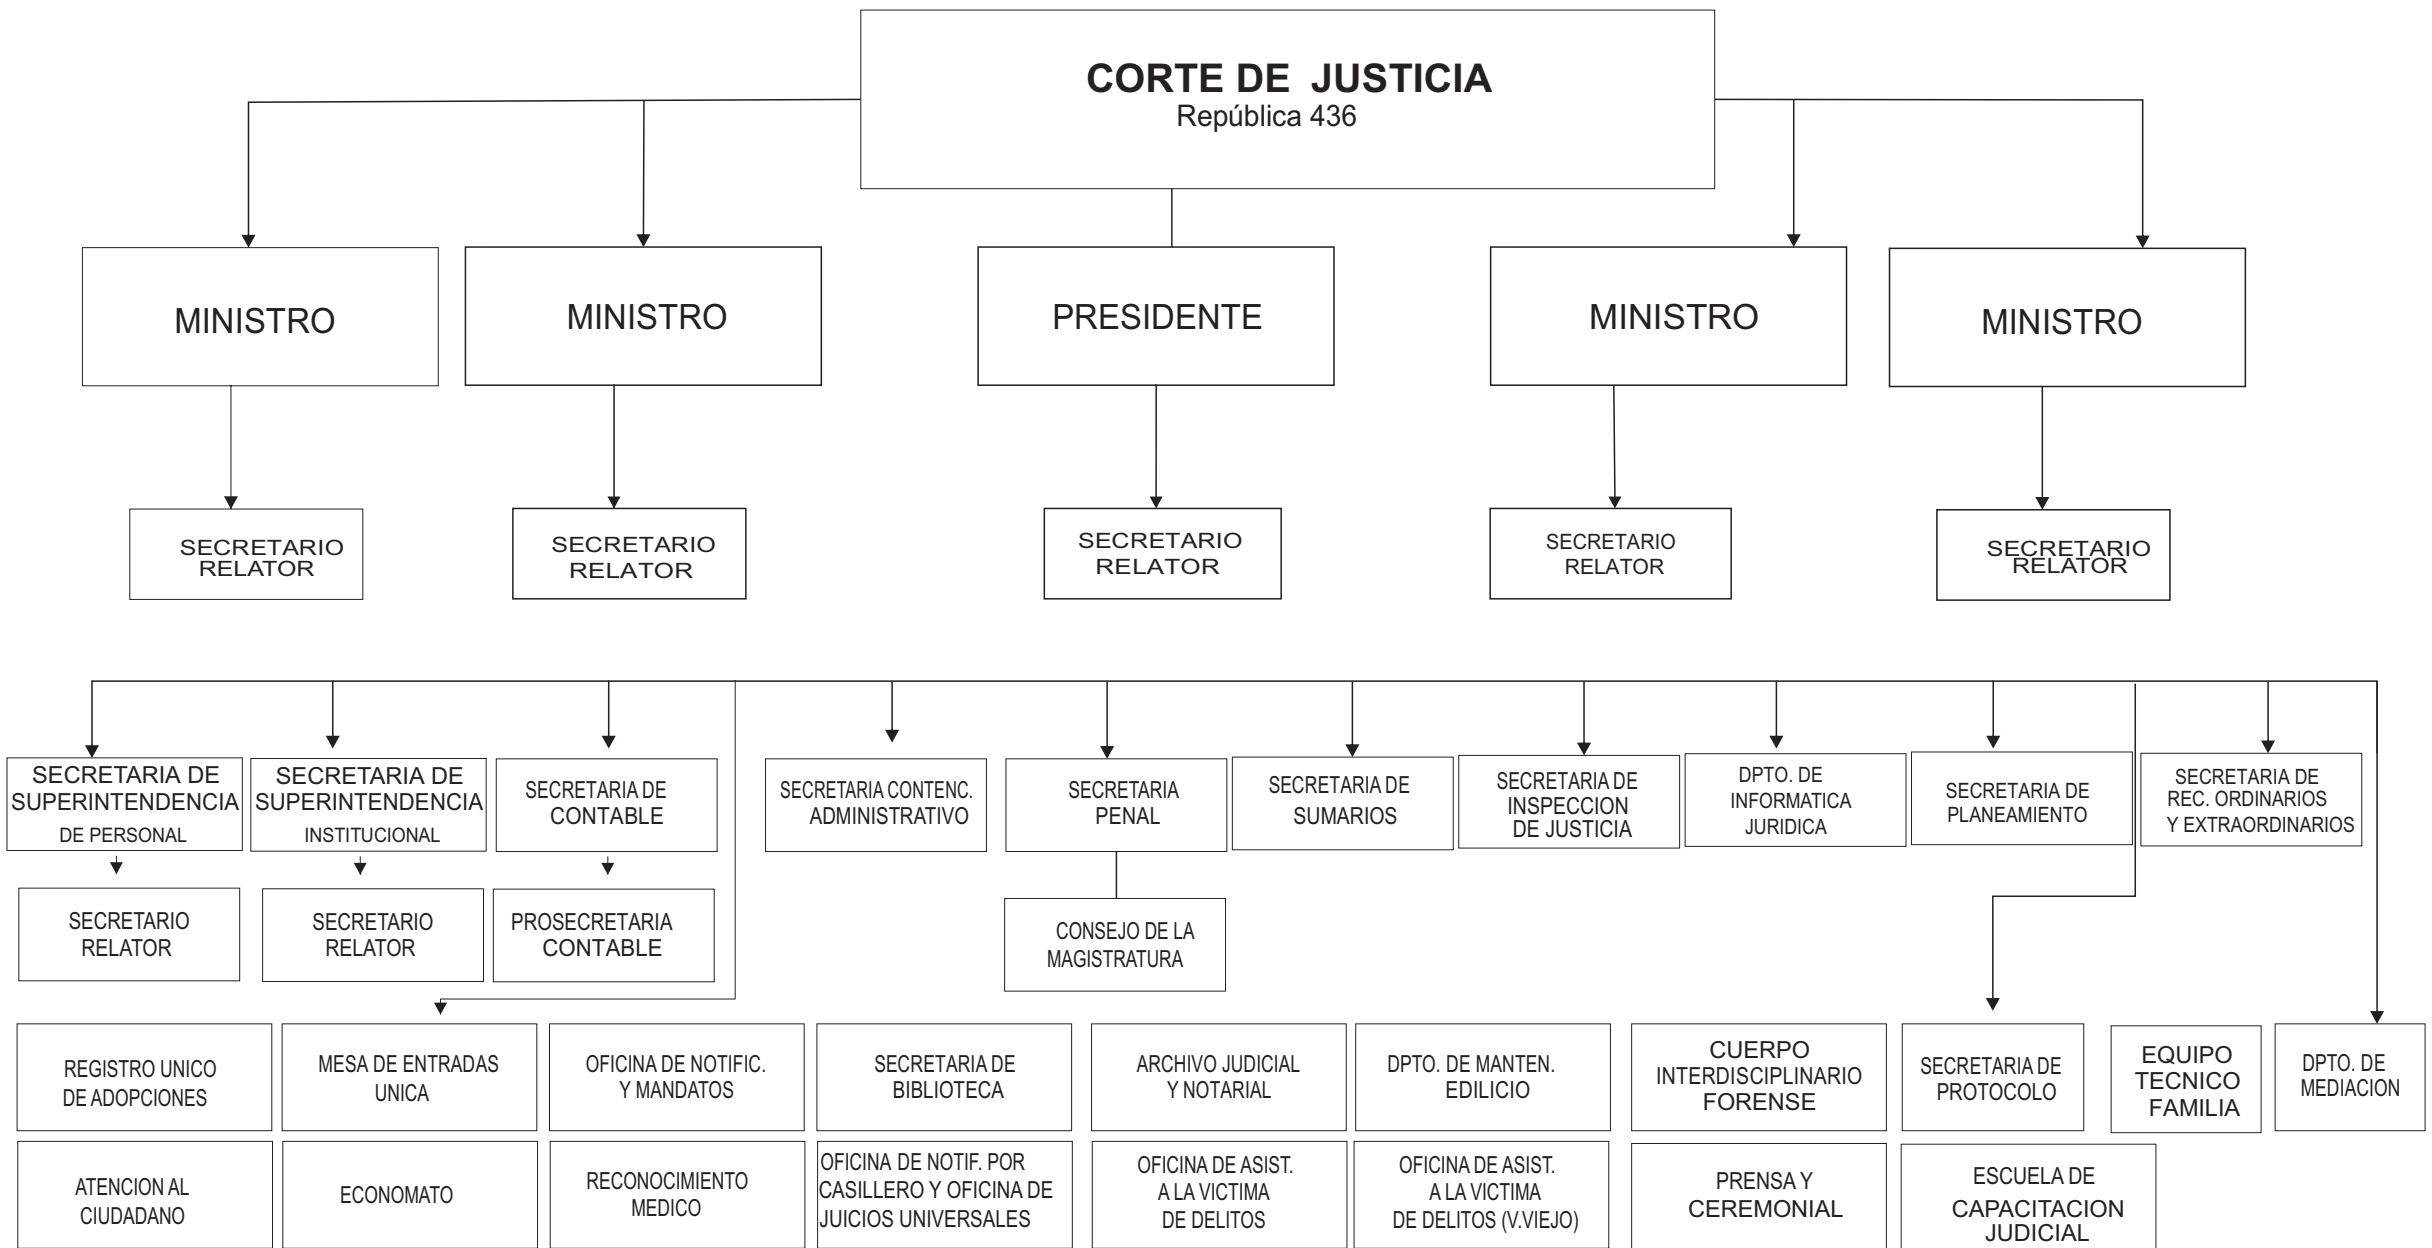 CORTE DE JUSTICIA
República 436
MINISTRO
MINISTRO
PRESIDENTE
MINISTRO
MINISTRO
SECRETARIO
RELATOR
SECRETARIO
RELATOR
SECRETARIO
RELATOR
SECRETARIO
RELATOR
SECRETARIO
RELATOR
SECRETARIA DE
SUPERINTENDENCIA
DE PERSONAL
SECRETARIA DE
SUPERINTENDENCIA
INSTITUCIONAL
SECRETARIA DE
CONTABLE
SECRETARIA CONTENC.
ADMINISTRATIVO
SECRETARIA
PENAL
SECRETARIA DE
SUMARIOS
SECRETARIA DE
INSPECCION
DE JUSTICIA
DPTO. DE
INFORMATICA
JURIDICA
SECRETARIA DE
PLANEAMIENTO
SECRETARIA DE
REC. ORDINARIOS
Y EXTRAORDINARIOS
SECRETARIO
RELATOR
SECRETARIO
RELATOR
PROSECRETARIA
CONTABLE
CONSEJO DE LA
MAGISTRATURA
REGISTRO UNICO
DE ADOPCIONES
MESA DE ENTRADAS
UNICA
OFICINA DE NOTIFIC.
Y MANDATOS
SECRETARIA DE
BIBLIOTECA
ARCHIVO JUDICIAL
Y NOTARIAL
DPTO. DE MANTEN.
EDILICIO
CUERPO
INTERDISCIPLINARIO
FORENSE
SECRETARIA DE
PROTOCOLO
EQUIPO
TECNICO
FAMILIA
DPTO. DE
MEDIACION
ATENCION AL
CIUDADANO
ECONOMATO
RECONOCIMIENTO
MEDICO
OFICINA DE NOTIF. POR
CASILLERO Y OFICINA DE
JUICIOS UNIVERSALES
OFICINA DE ASIST.
A LA VICTIMA
DE DELITOS
OFICINA DE ASIST.
A LA VICTIMA
DE DELITOS (V.VIEJO)
PRENSA Y
CEREMONIAL
ESCUELA DE
CAPACITACION
JUDICIAL